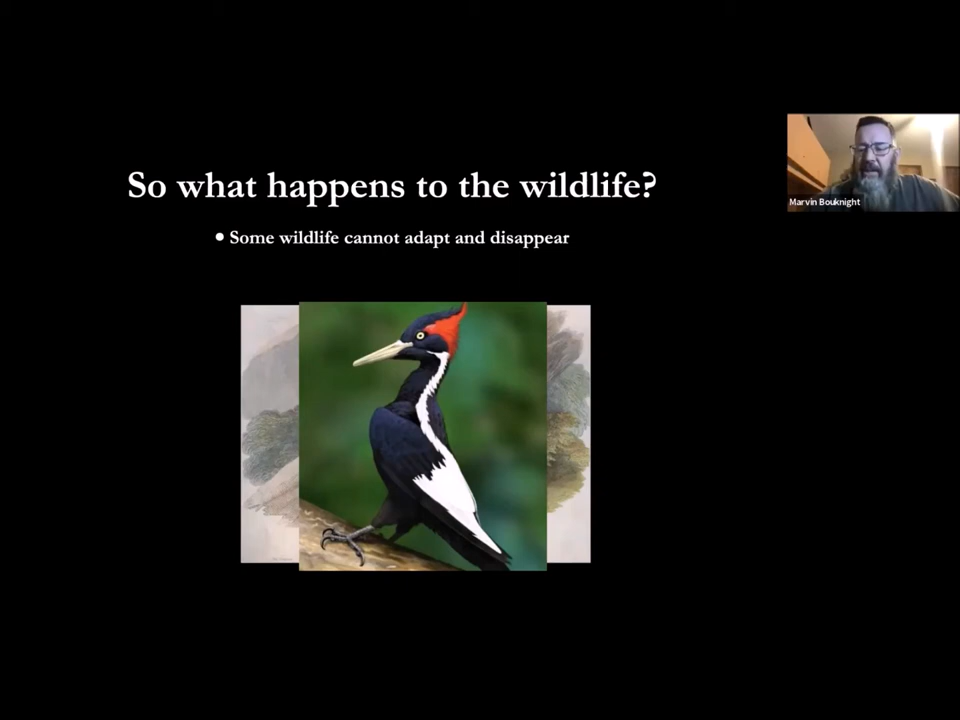 So what happens to the wildlife?
● Some wildlife cannot adapt and disappear
Marvin Bouknight